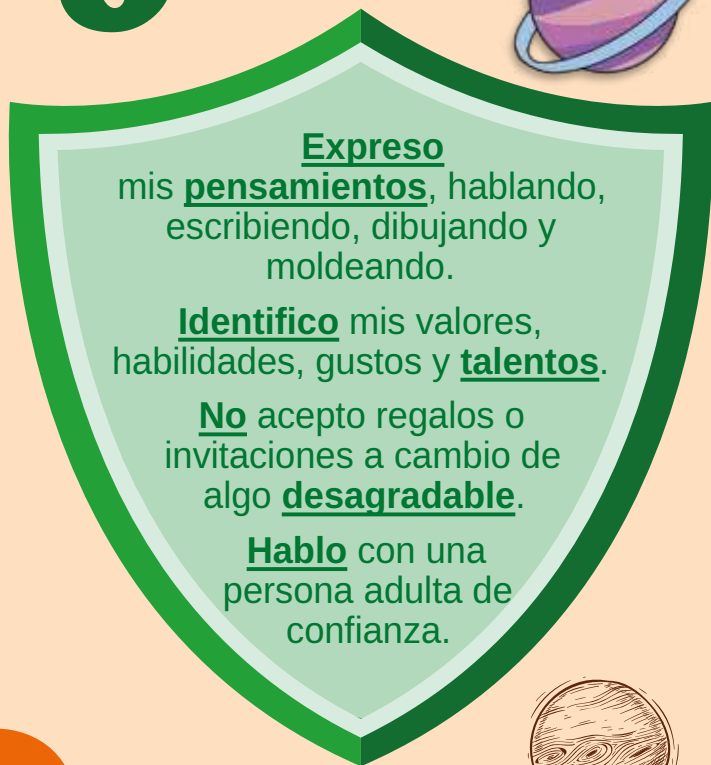 Expreso
mis pensamientos, hablando,
escribiendo, dibujando y
moldeando.
Identifico mis valores,
habilidades, gustos y talentos.
No acepto regalos o
invitaciones a cambio de
algo desagradable.
Hablo con una
persona adulta de
confianza.